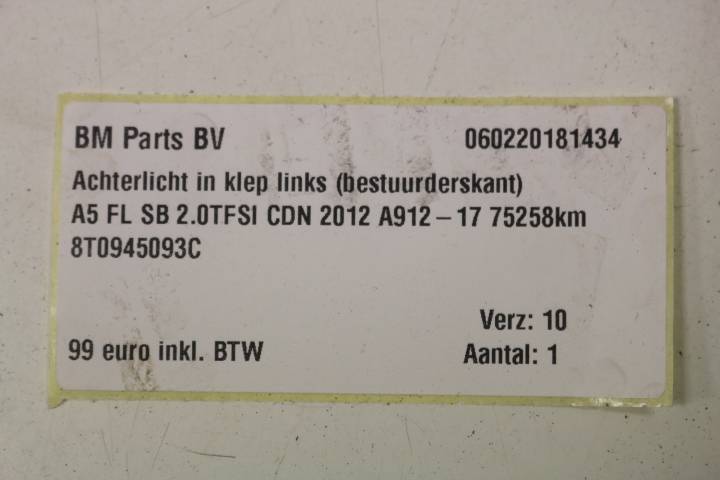 BM Parts BV 060220181434
Achterlicht in klep links (bestuurderskant)
A5 FL SB 2.0TFSI CDN 2012 A912-17 75258km
8T0945093C
Verz: 10
99 euro inkl. BTW Aantal: 1